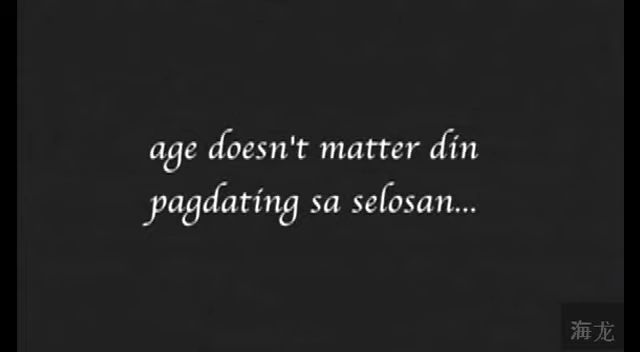 age doesn't matter din
pagdating sa selosan...
海龙